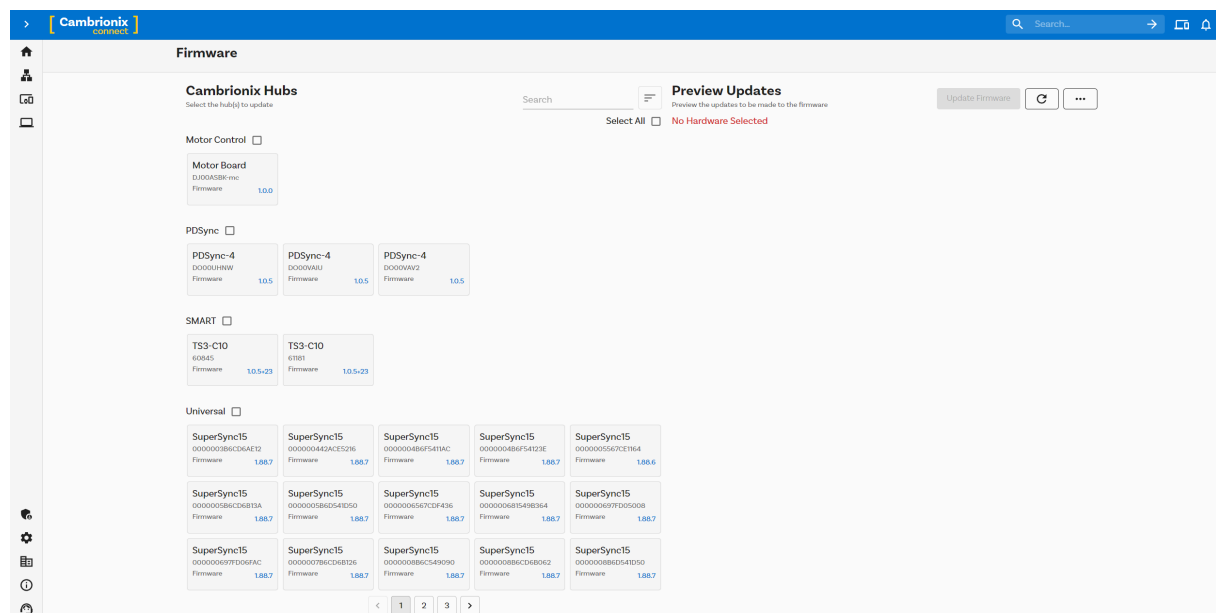 Cambrionix
connect
Search...
Firmware
Cambrionix Hubs
Select the hub(s) to update
Search
Preview Updates
Preview the updates to be made to the firmware
Update Firmware
Select All
No Hardware Selected
Motor Control
Motor Board
DJ00ASBK-mc
Firmware 1.0.0
PDSync
PDSync-4 PDSync-4 PDSync-4
DO00UHNW DO00VAIU DO00VAV2
Firmware 1.0.5 Firmware 1.0.5 Firmware 1.0.5
SMART
TS3-C10 TS3-C10
60845 61181
Firmware 1.0.5+23 Firmware 1.0.5+23
Universal
SuperSync15 SuperSync15 SuperSync15 SuperSync15 SuperSync15
0000003B6CD6AE12 000000442ACE5216 0000004B6F5411AC 0000004B6F54123E 0000005567CE1164
Firmware 1.88.7 Firmware 1.88.7 Firmware 1.88.7 Firmware 1.88.7 Firmware 1.88.6
SuperSync15 SuperSync15 SuperSync15 SuperSync15 SuperSync15
0000005B6CD6B13A 0000005B6D541D50 0000006567CDF436 000000681549B364 000000697FD05008
Firmware 1.88.7 Firmware 1.88.7 Firmware 1.88.7 Firmware 1.88.7 Firmware 1.88.7
SuperSync15 SuperSync15 SuperSync15 SuperSync15 SuperSync15
000000697FD06FAC 0000007B6CD6B126 0000008B6C549090 0000008B6CD6B062 0000008B6D541D50
Firmware 1.88.7 Firmware 1.88.7 Firmware 1.88.7 Firmware 1.88.7 Firmware 1.88.7
1 2 3